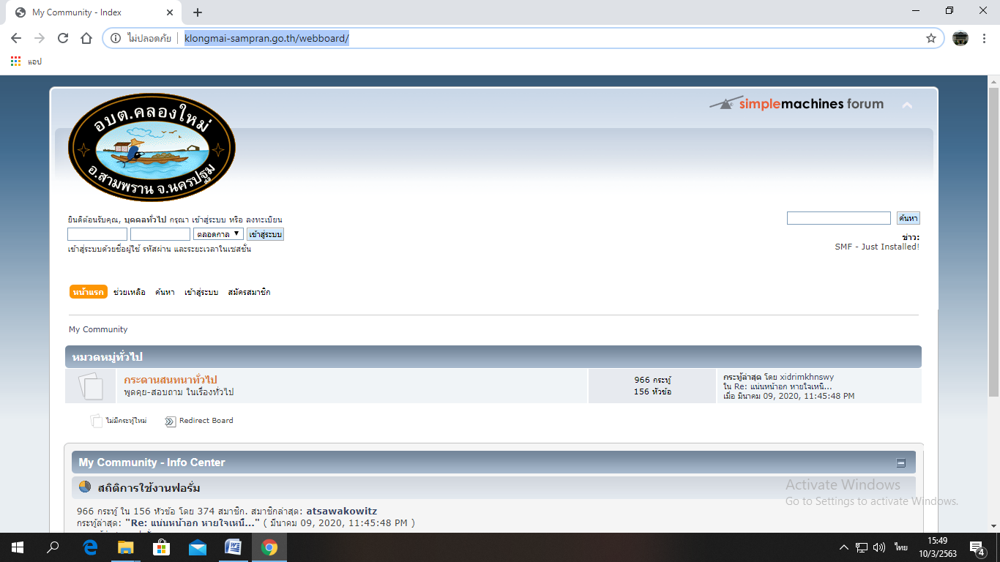 My Community - Index
ไม่ปลอดภัย
klongmai-sampran.go.th/webboard/
แอป
อบต.คลองใหม่
อ.สามพราน จ.นครปฐม
simplemachines forum
ยินดีต้อนรับคุณ, บุคคลทั่วไป กรุณา เข้าสู่ระบบ หรือ ลงทะเบียน
ตลอดกาล
เข้าสู่ระบบ
เข้าสู่ระบบด้วยชื่อผู้ใช้ รหัสผ่าน และระยะเวลาในเซสชั่น
ค้นหา
ข่าว:
SMF - Just Installed!
หน้าแรก ช่วยเหลือ ค้นหา เข้าสู่ระบบ สมัครสมาชิก
My Community
หมวดหมู่ทั่วไป
กระดานสนทนาทั่วไป
พูดคุย-สอบถาม ในเรื่องทั่วไป
966 กระทู้
156 หัวข้อ
กระทู้ล่าสุด โดย xidrimkhnswy
ใน Re: แน่นหน้าอก หายใจเหนื...
เมื่อ มีนาคม 09, 2020, 11:45:48 PM
ไม่มีกระทู้ใหม่
Redirect Board
My Community - Info Center
สถิติการใช้งานฟอรั่ม
966 กระทู้ ใน 156 หัวข้อ โดย 374 สมาชิก. สมาชิกล่าสุด: atsawakowitz
กระทู้ล่าสุด: "Re: แน่นหน้าอก หายใจเหนื..." ( มีนาคม 09, 2020, 11:45:48 PM )
Activate Windows
Go to Settings to activate Windows.
ไทย
15:49
10/3/2563
4